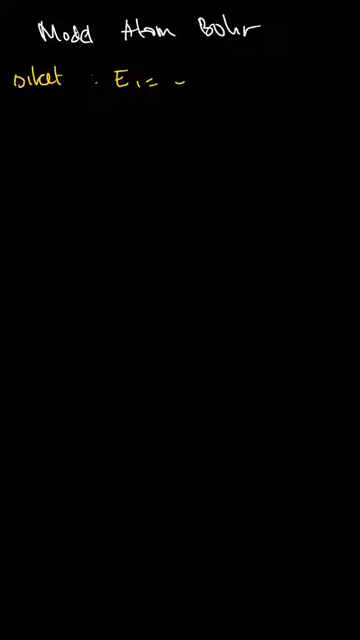 Model Atom Bohr
Diket : E₁ = -